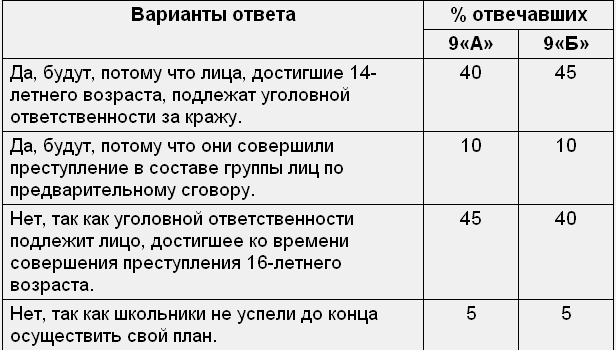 Варианты ответа
% отвечавших
9«А»
9«Б»
Да, будут, потому что лица, достигшие 14-
летнего возраста, подлежат уголовной
ответственности за кражу.
40
45
Да, будут, потому что они совершили
преступление в составе группы лиц по
предварительному сговору.
10
10
Нет, так как уголовной ответственности
подлежит лицо, достигшее ко времени
совершения преступления 16-летнего
возраста.
45
40
Нет, так как школьники не успели до конца
осуществить свой план.
5
5